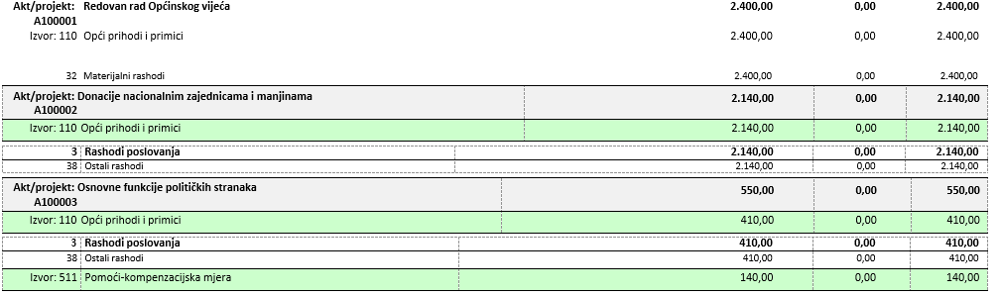 Akt/projekt: Redovan rad Općinskog vijeća 2.400,00 0,00 2.400,00
A100001
Izvor: 110 Opći prihodi i primici 2.400,00 0,00 2.400,00
32 Materijalni rashodi 2.400,00 0,00 2.400,00
Akt/projekt: Donacije nacionalnim zajednicama i manjinama 2.140,00 0,00 2.140,00
A100002
Izvor: 110 Opći prihodi i primici 2.140,00 0,00 2.140,00
3 Rashodi poslovanja 2.140,00 0,00 2.140,00
38 Ostali rashodi 2.140,00 0,00 2.140,00
Akt/projekt: Osnovne funkcije političkih stranaka 550,00 0,00 550,00
A100003
Izvor: 110 Opći prihodi i primici 410,00 0,00 410,00
3 Rashodi poslovanja 410,00 0,00 410,00
38 Ostali rashodi 410,00 0,00 410,00
Izvor: 511 Pomoći-kompenzacijska mjera 140,00 0,00 140,00